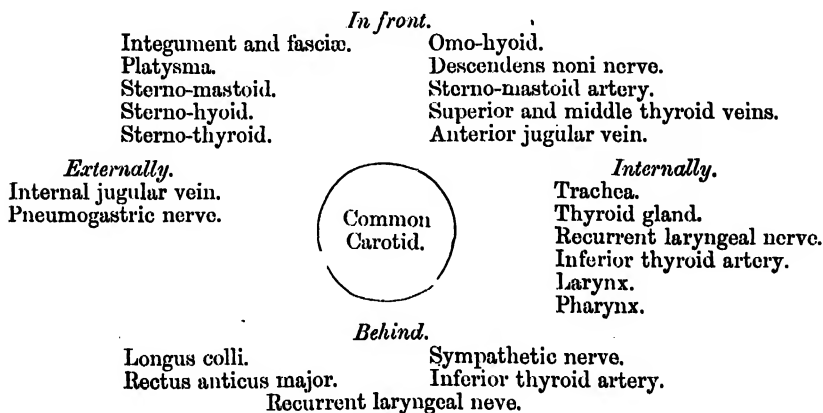 In front.
Integument and fasciæ. Omo-hyoid.
Platysma. Descendens noni nerve.
Sterno-mastoid. Sterno-mastoid artery.
Sterno-hyoid. Superior and middle thyroid veins.
Sterno-thyroid. Anterior jugular vein.
Externally. Internally.
Internal jugular vein. Trachea.
Pneumogastric nerve. Thyroid gland.
Common Recurrent laryngeal nerve.
Carotid. Inferior thyroid artery.
Larynx.
Pharynx.
Behind.
Longus colli. Sympathetic nerve.
Rectus anticus major. Inferior thyroid artery.
Recurrent laryngeal neve.